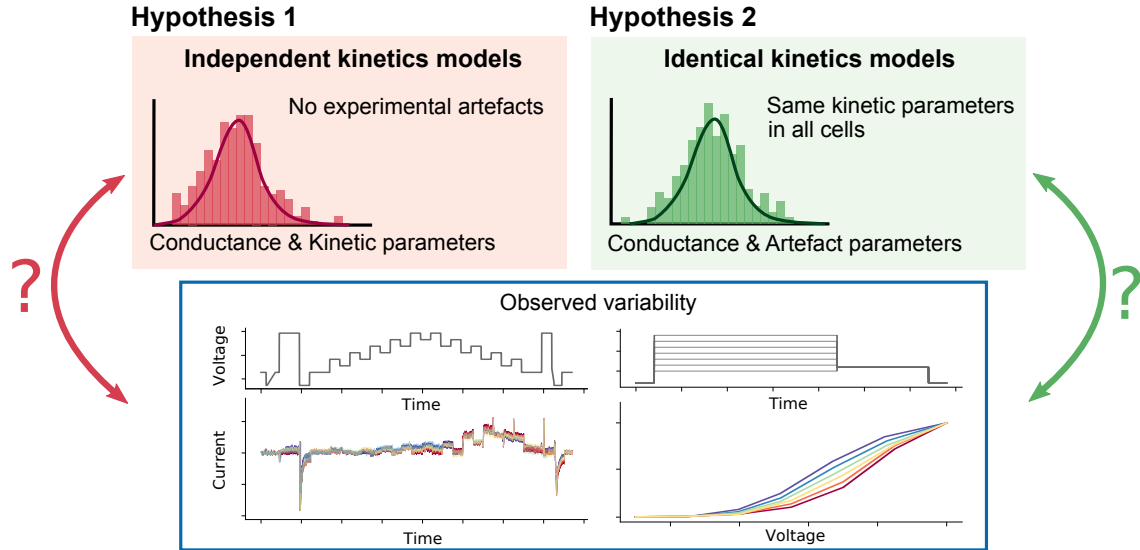 Hypothesis 1
Independent kinetics models
No experimental artefacts
Conductance & Kinetic parameters
Hypothesis 2
Identical kinetics models
Same kinetic parameters
in all cells
Conductance & Artefact parameters
?
?
Observed variability
Voltage
Time
Time
Current
Time
Voltage